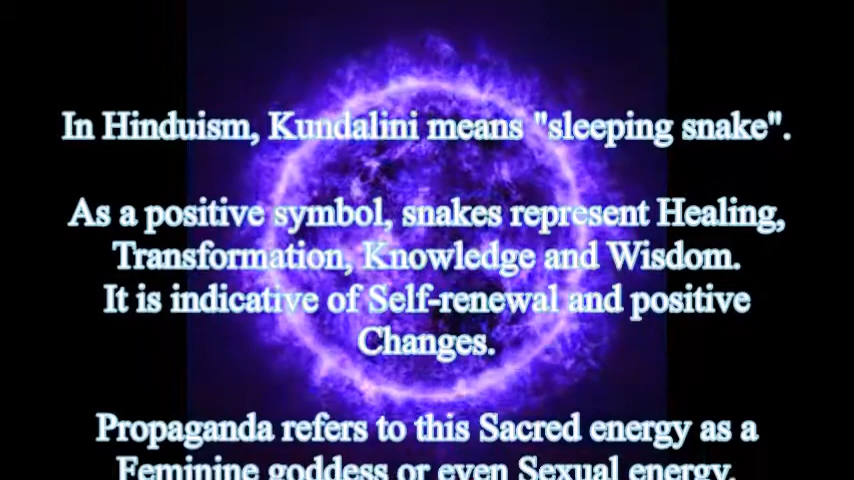 In Hinduism, Kundalini means "sleeping snake".
As a positive symbol, snakes represent Healing,
Transformation, Knowledge and Wisdom.
It is indicative of Self-renewal and positive
Changes.
Propaganda refers to this Sacred energy as a
Feminine goddess or even Sexual energy.